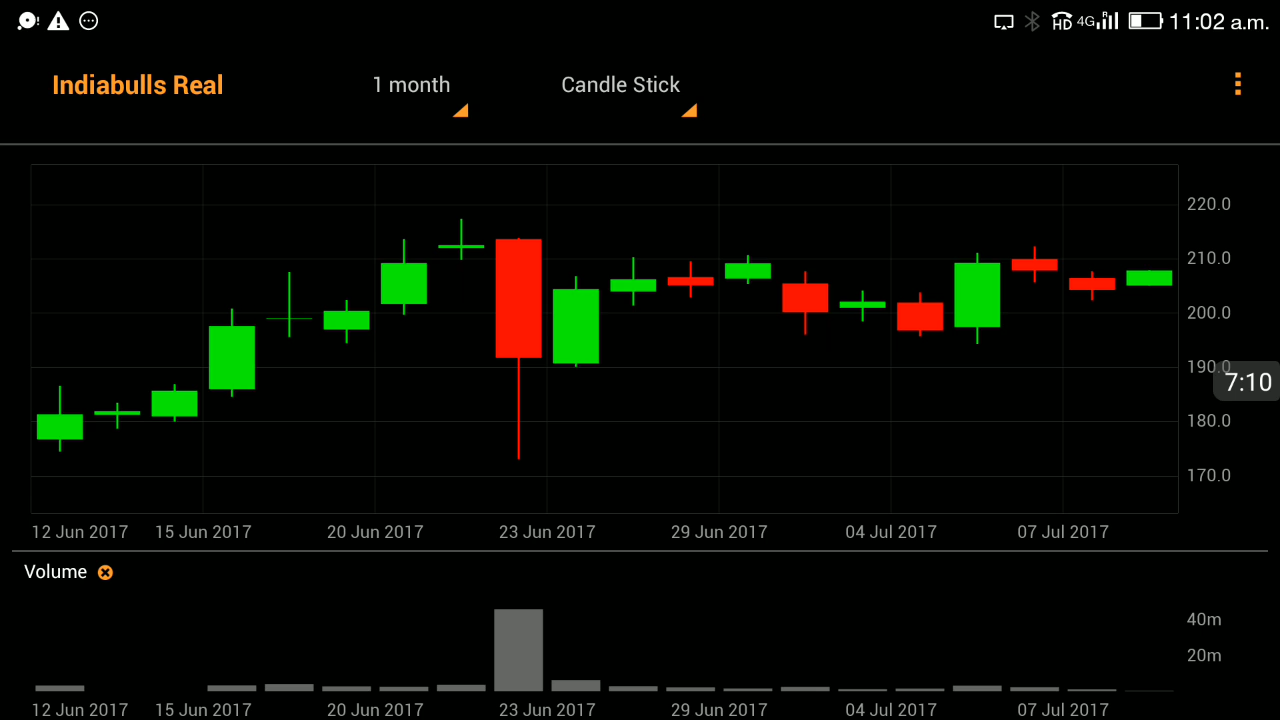 HD 4G R 11:02 a.m.
Indiabulls Real 1 month Candle Stick
220.0
210.0
200.0
190.0
7:10
180.0
170.0
12 Jun 2017 15 Jun 2017 20 Jun 2017 23 Jun 2017 29 Jun 2017 04 Jul 2017 07 Jul 2017
Volume
40m
20m
12 Jun 2017 15 Jun 2017 20 Jun 2017 23 Jun 2017 29 Jun 2017 04 Jul 2017 07 Jul 2017